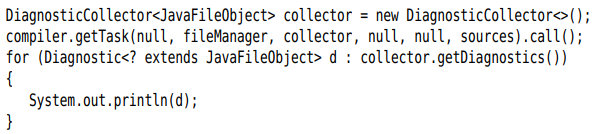 DiagnosticCollector<JavaFileObject> collector = new DiagnosticCollector<>();
compiler.getTask(null, fileManager, collector, null, null, sources).call();
for (Diagnostic<? extends JavaFileObject> d : collector.getDiagnostics())
{
   System.out.println(d);
}